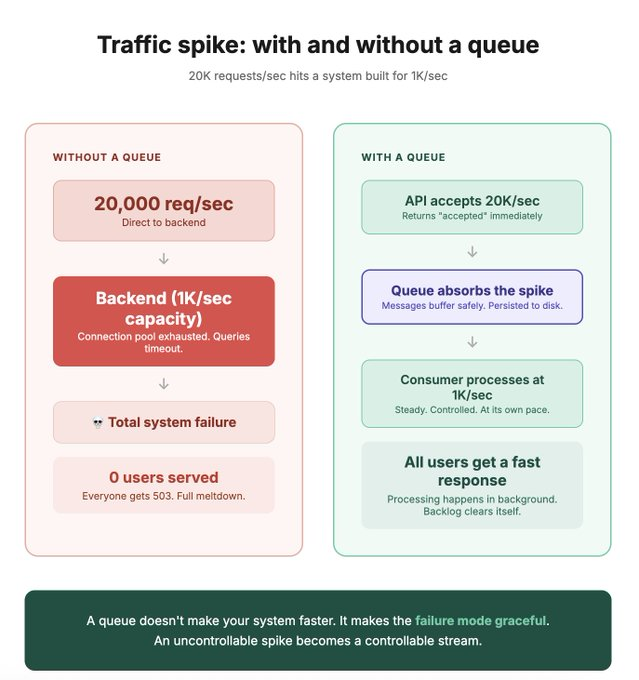 Traffic spike: with and without a queue
20K requests/sec hits a system built for 1K/sec
WITHOUT A QUEUE
20,000 req/sec
Direct to backend
↓
Backend (1K/sec
capacity)
Connection pool exhausted. Queries
timeout.
↓
💀 Total system failure
0 users served
Everyone gets 503. Full meltdown.
WITH A QUEUE
API accepts 20K/sec
Returns "accepted" immediately
↓
Queue absorbs the spike
Messages buffer safely. Persisted to disk.
↓
Consumer processes at
1K/sec
Steady. Controlled. At its own pace.
All users get a fast
response
Processing happens in background.
Backlog clears itself.
A queue doesn't make your system faster. It makes the failure mode graceful.
An uncontrollable spike becomes a controllable stream.